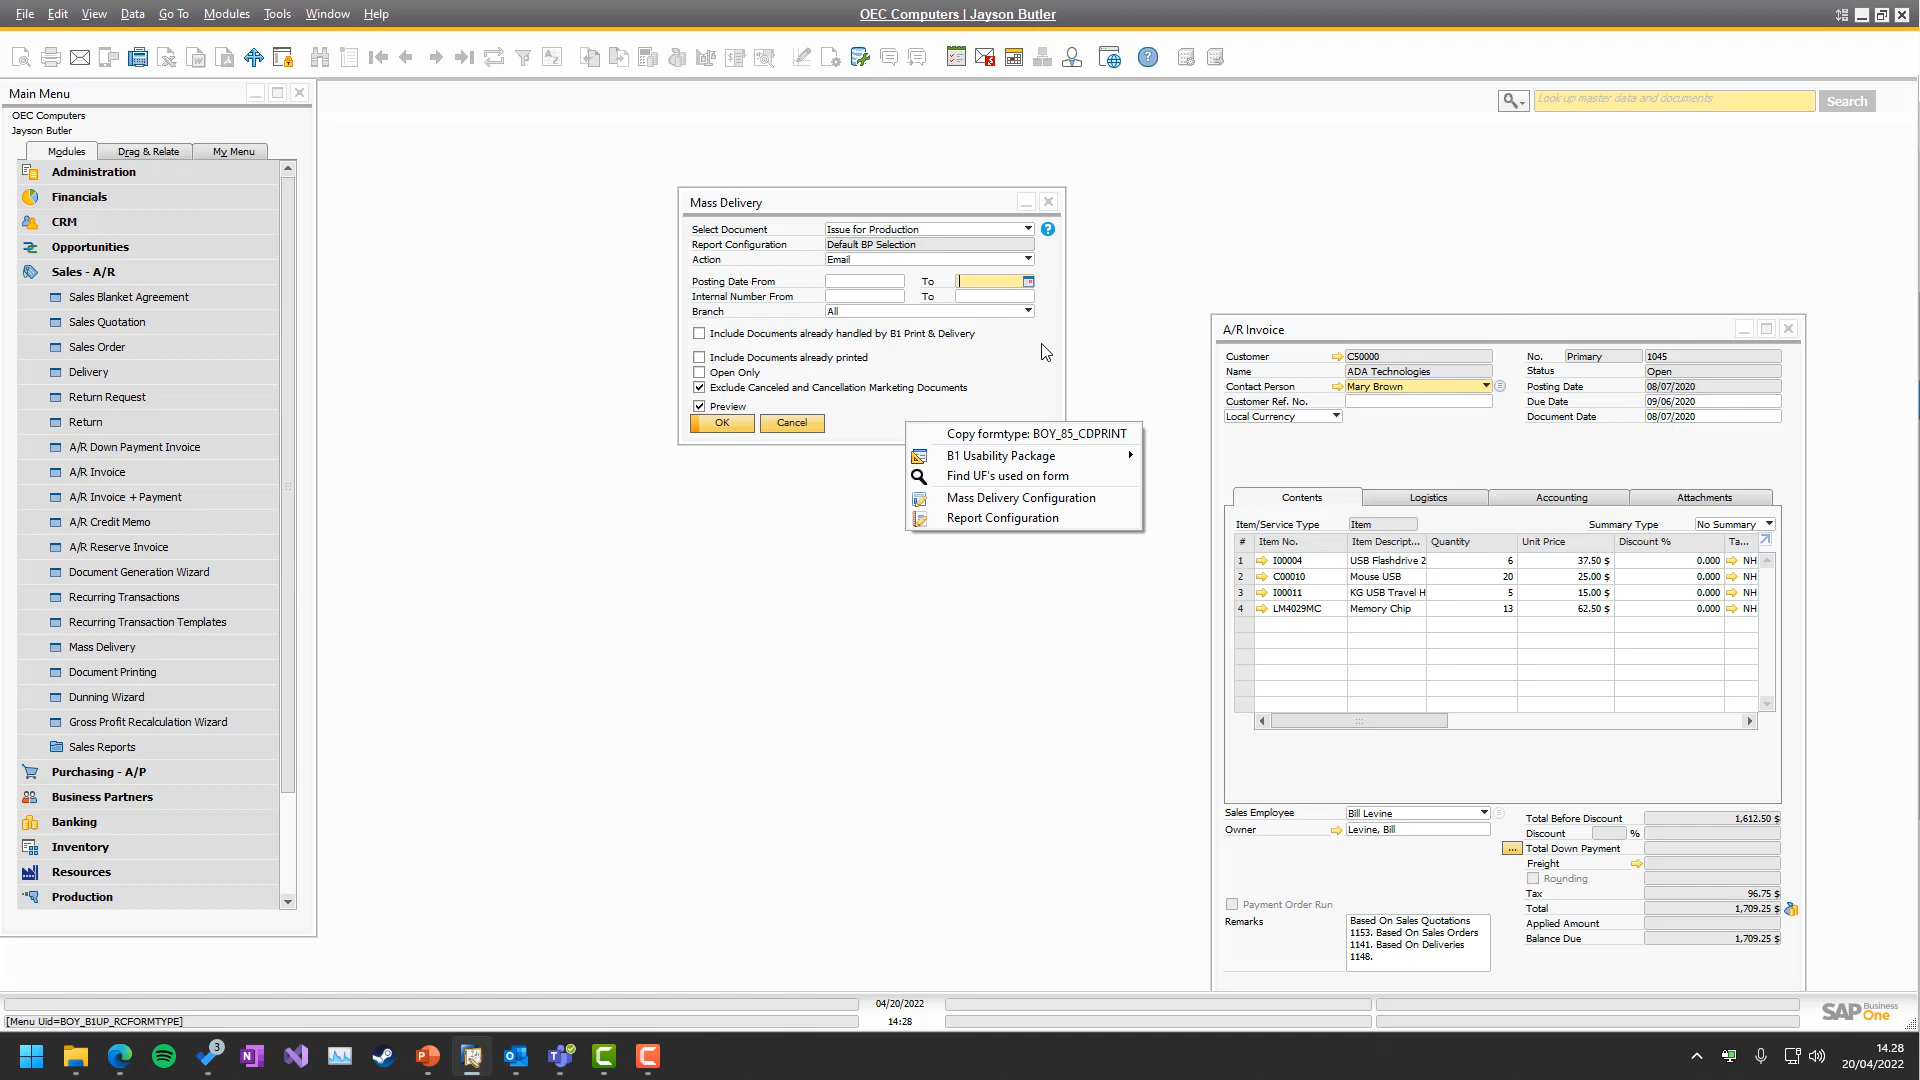 File Edit View Data Go To Modules Tools Window Help
OEC Computers | Jayson Butler
Look up master data and documents
Search
Main Menu
OEC Computers
Jayson Butler
Modules
Drag & Relate
My Menu
Administration
Financials
CRM
Opportunities
Sales - A/R
Sales Blanket Agreement
Sales Quotation
Sales Order
Delivery
Return Request
Return
A/R Down Payment Invoice
A/R Invoice
A/R Invoice + Payment
A/R Credit Memo
A/R Reserve Invoice
Document Generation Wizard
Recurring Transactions
Recurring Transaction Templates
Mass Delivery
Document Printing
Dunning Wizard
Gross Profit Recalculation Wizard
Sales Reports
Purchasing - A/P
Business Partners
Banking
Inventory
Resources
Production
Mass Delivery
Select Document Issue for Production
Report Configuration Default BP Selection
Action Email
Posting Date From To
Internal Number From To
Branch All
Include Documents already handled by B1 Print & Delivery
Include Documents already printed
Open Only
Exclude Canceled and Cancellation Marketing Documents
Preview
OK Cancel
Copy formtype: BOY_85_CDPRINT
B1 Usability Package
Find UF's used on form
Mass Delivery Configuration
Report Configuration
A/R Invoice
Customer C50000
Name ADA Technologies
Contact Person Mary Brown
Customer Ref. No.
Local Currency
No. Primary 1045
Status Open
Posting Date 08/07/2020
Due Date 09/06/2020
Document Date 08/07/2020
Contents Logistics Accounting Attachments
Item/Service Type Item Summary Type No Summary
# Item No. Item Descript... Quantity Unit Price Discount % Ta...
1 I00004 USB Flashdrive 2 6 37.50 $ 0.000 NH
2 C00010 Mouse USB 20 25.00 $ 0.000 NH
3 I00011 KG USB Travel H 5 15.00 $ 0.000 NH
4 LM4029MC Memory Chip 13 62.50 $ 0.000 NH
Sales Employee Bill Levine
Owner Levine, Bill
Payment Order Run
Remarks
Based On Sales Quotations
1153. Based On Sales Orders
1141. Based On Deliveries
1148.
Total Before Discount 1,612.50 $
Discount %
... Total Down Payment
Freight
Rounding
Tax 96.75 $
Total 1,709.25 $
Applied Amount
Balance Due 1,709.25 $
04/20/2022
[Menu Uid=BOY_B1UP_RCFORMTYPE]
14:28
SAP Business One
3
14.28
20/04/2022